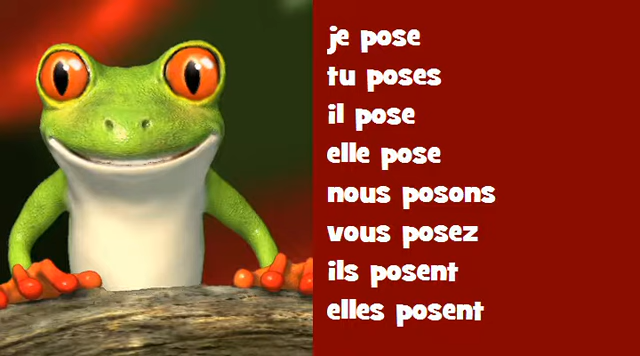 je pose
tu poses
il pose
elle pose
nous posons
vous posez
ils posent
elles posent